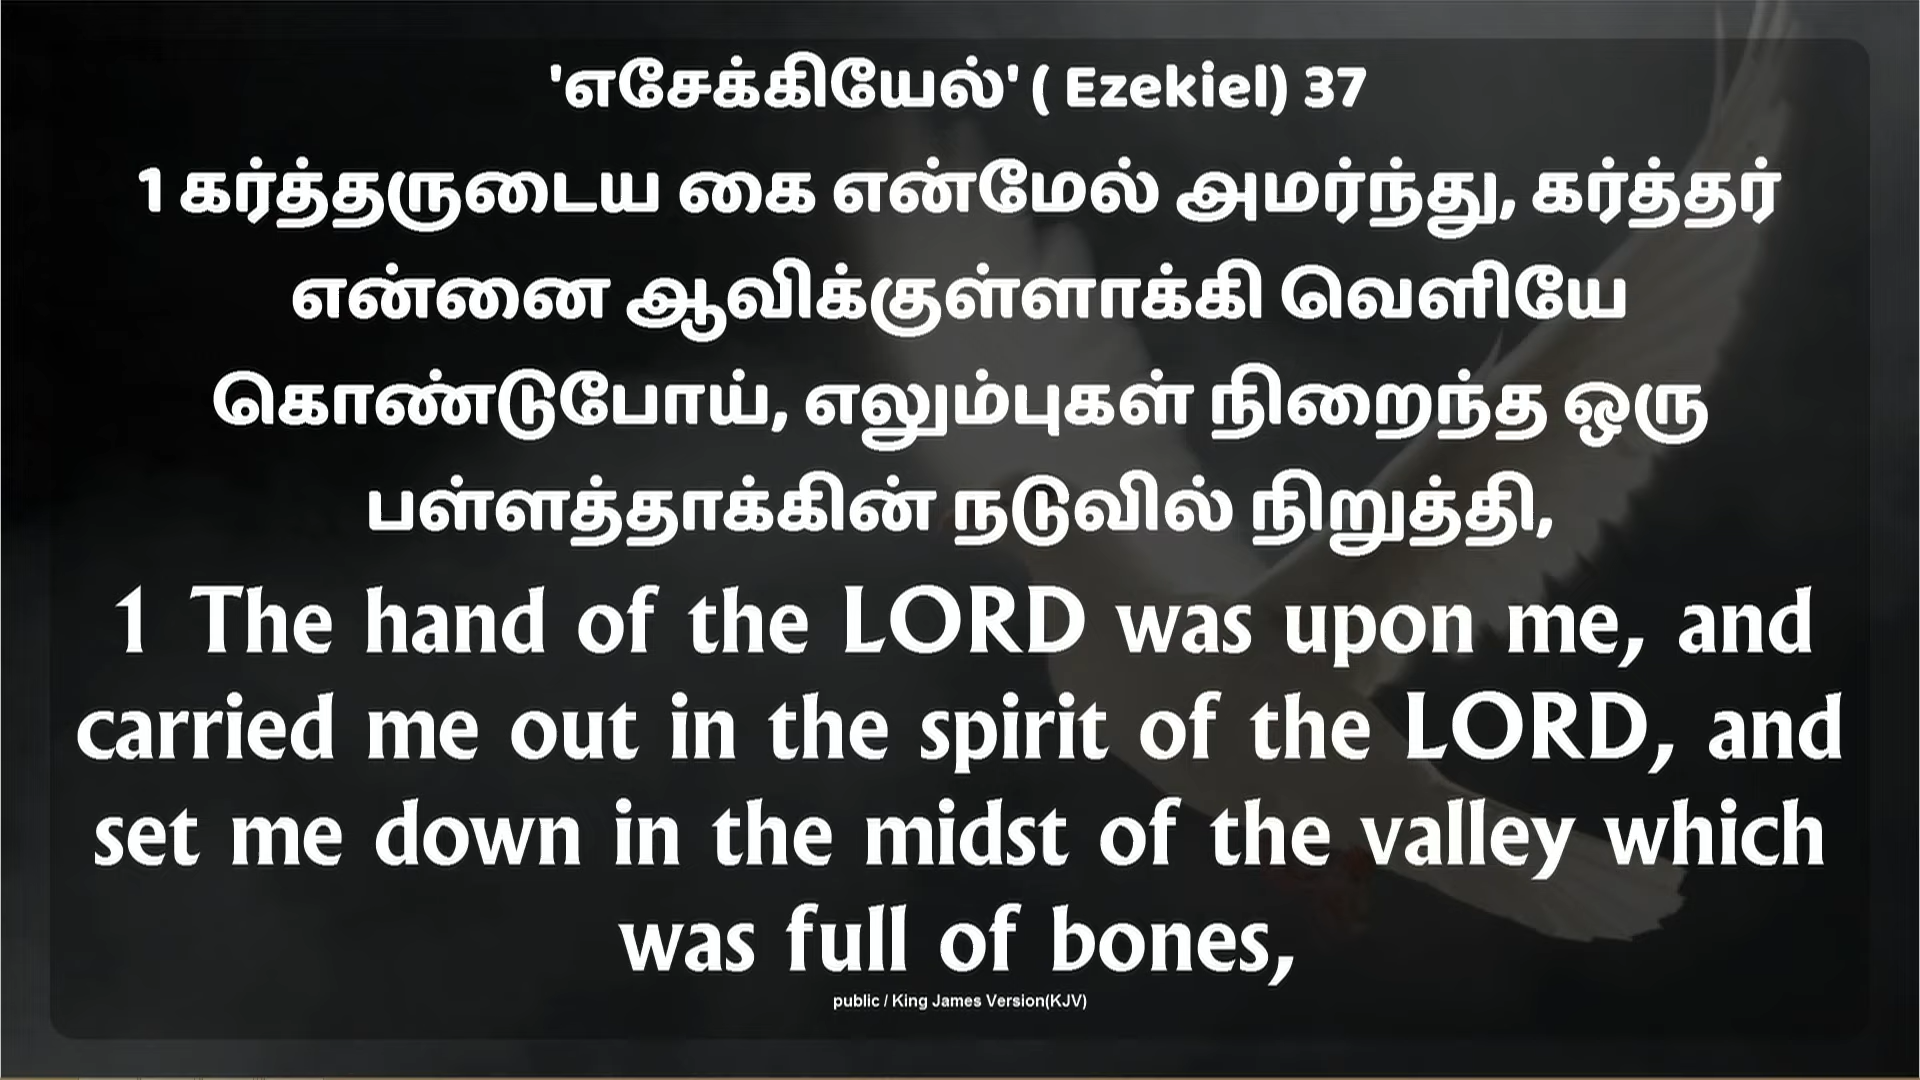 'எசேக்கியேல்' ( Ezekiel) 37
1 கர்த்தருடைய கை என்மேல் அமர்ந்து, கர்த்தர்
என்னை ஆவிக்குள்ளாக்கி வெளியே
கொண்டுபோய், எலும்புகள் நிறைந்த ஒரு
பள்ளத்தாக்கின் நடுவில் நிறுத்தி,
1 The hand of the LORD was upon me, and
carried me out in the spirit of the LORD, and
set me down in the midst of the valley which
was full of bones,
public / King James Version(KJV)